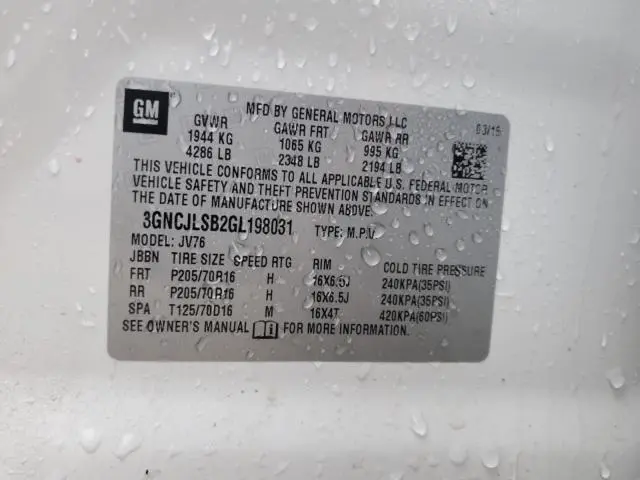 GM
MFD BY GENERAL MOTORS LLC
03/16
GVWR GAWR FRT GAWR RR
1944 KG 1065 KG 995 KG
4286 LB 2348 LB 2194 LB
THIS VEHICLE CONFORMS TO ALL APPLICABLE U.S. FEDERAL MOTOR
VEHICLE SAFETY AND THEFT PREVENTION STANDARDS IN EFFECT ON
THE DATE OF MANUFACTURE SHOWN ABOVE.
3GNCJLSB2GL198031 TYPE: M.P.V
MODEL: JV76
JBBN TIRE SIZE SPEED RTG RIM COLD TIRE PRESSURE
FRT P205/70R16 H 16X6.5J 240KPA(35PSI)
RR P205/70R16 H 16X6.5J 240KPA(35PSI)
SPA T125/70D16 M 16X4T 420KPA(60PSI)
SEE OWNER'S MANUAL FOR MORE INFORMATION.